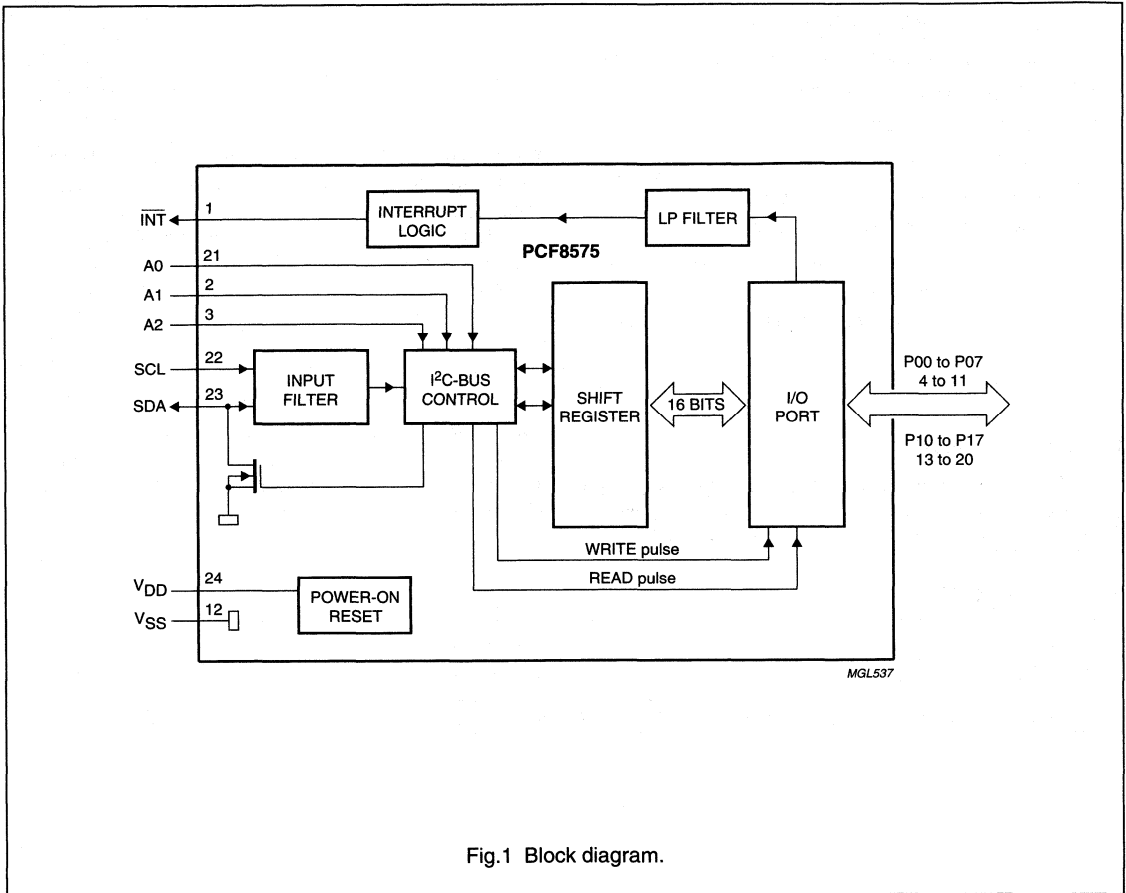 INT
1
INTERRUPT
LOGIC
LP FILTER
PCF8575
A0
21
A1
2
A2
3
SCL
22
SDA
23
INPUT
FILTER
I²C-BUS
CONTROL
SHIFT
REGISTER
16 BITS
I/O
PORT
P00 to P07
4 to 11
P10 to P17
13 to 20
WRITE pulse
READ pulse
VDD
24
VSS
12
POWER-ON
RESET
MGL537
Fig.1 Block diagram.